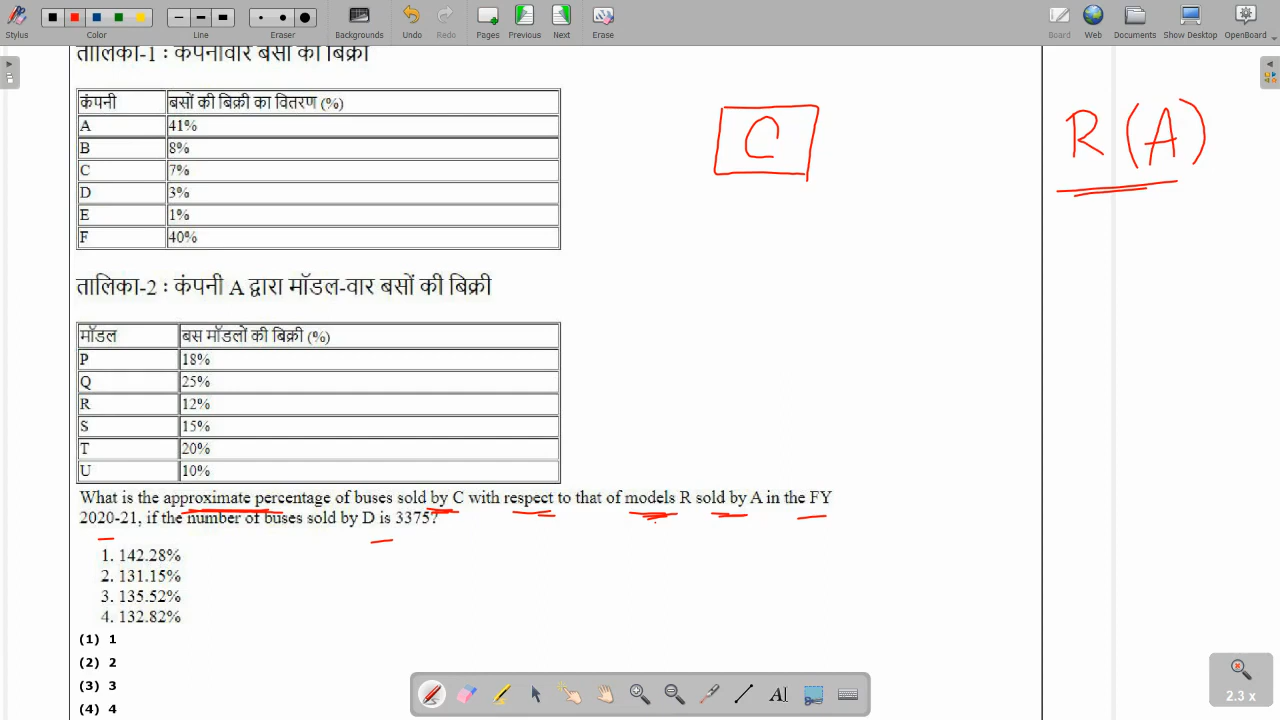 Stylus
Color
Line
Eraser
Backgrounds
Undo
Redo
Pages
Previous
Next
Erase
Board
Web
Documents
Show Desktop
OpenBoard
तालिका-1 : कंपनीवार बसों की बिक्री
कंपनी बसों की बिक्री का वितरण (%)
A 41%
B 8%
C 7%
D 3%
E 1%
F 40%
C
R (A)
तालिका-2 : कंपनी A द्वारा मॉडल-वार बसों की बिक्री
मॉडल बस मॉडलों की बिक्री (%)
P 18%
Q 25%
R 12%
S 15%
T 20%
U 10%
What is the approximate percentage of buses sold by C with respect to that of models R sold by A in the FY
2020-21, if the number of buses sold by D is 3375?
1. 142.28%
2. 131.15%
3. 135.52%
4. 132.82%
(1) 1
(2) 2
(3) 3
(4) 4
AI
2.3 x